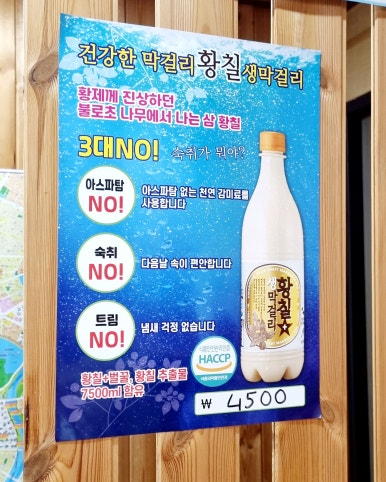 건강한 막걸리 황칠 생막걸리
황제께 진상하던
불로초 나무에서 나는 삼 황칠
3대NO! 숙취가 뭐야?
아스파탐
NO!
아스파탐 없는 천연 감미료를
사용합니다
숙취
NO!
다음날 속이 편안합니다
트림
NO!
냄새 걱정 없습니다
황칠
생막걸리
HACCP
황칠+벌꿀, 황칠 추출물
7500ml 함유
₩ 4500